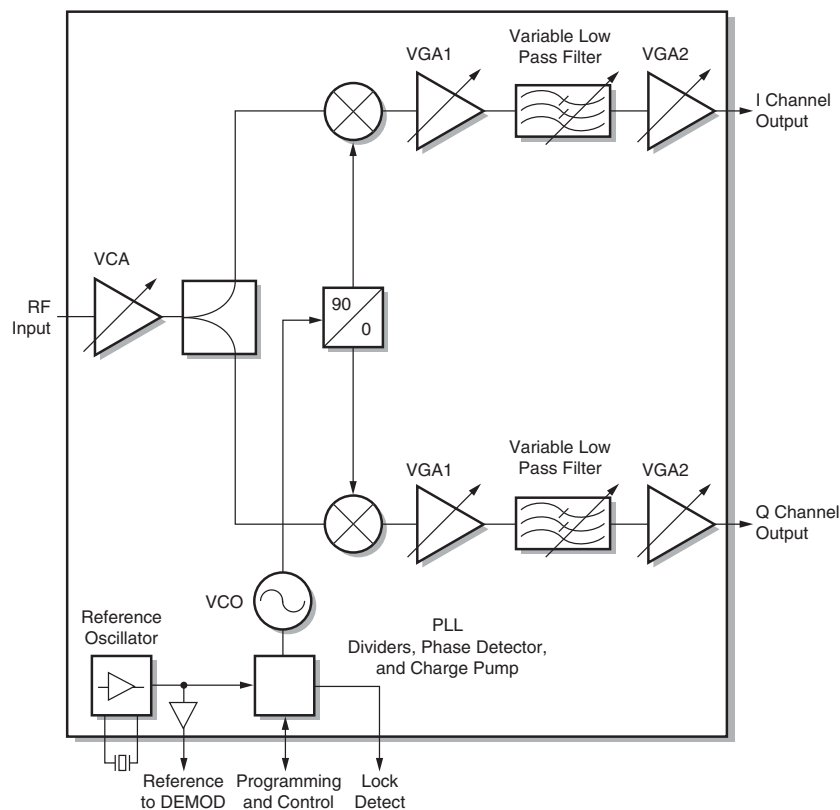 VGA1
Variable Low
Pass Filter
VGA2
I Channel
Output
VCA
RF
Input
90
0
VGA1
Variable Low
Pass Filter
VGA2
Q Channel
Output
VCO
Reference
Oscillator
PLL
Dividers, Phase Detector,
and Charge Pump
Reference
to DEMOD
Programming
and Control
Lock
Detect